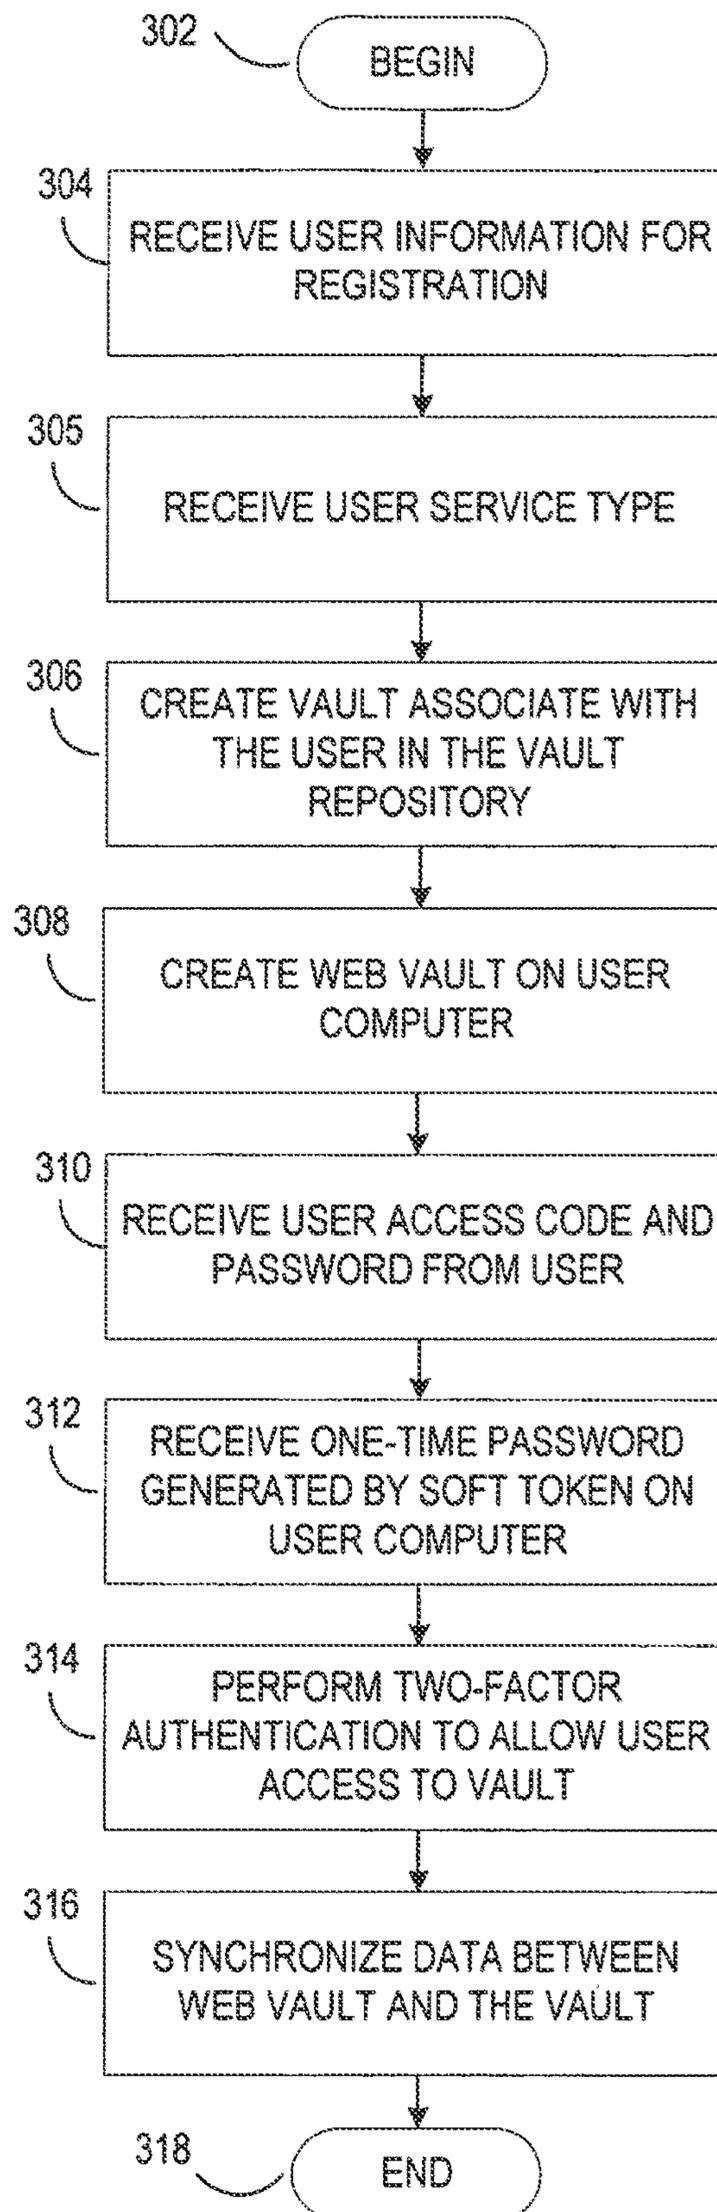 302
BEGIN
304
RECEIVE USER INFORMATION FOR
REGISTRATION
305
RECEIVE USER SERVICE TYPE
306
CREATE VAULT ASSOCIATE WITH
THE USER IN THE VAULT
REPOSITORY
308
CREATE WEB VAULT ON USER
COMPUTER
310
RECEIVE USER ACCESS CODE AND
PASSWORD FROM USER
312
RECEIVE ONE-TIME PASSWORD
GENERATED BY SOFT TOKEN ON
USER COMPUTER
314
PERFORM TWO-FACTOR
AUTHENTICATION TO ALLOW USER
ACCESS TO VAULT
316
SYNCHRONIZE DATA BETWEEN
WEB VAULT AND THE VAULT
318
END